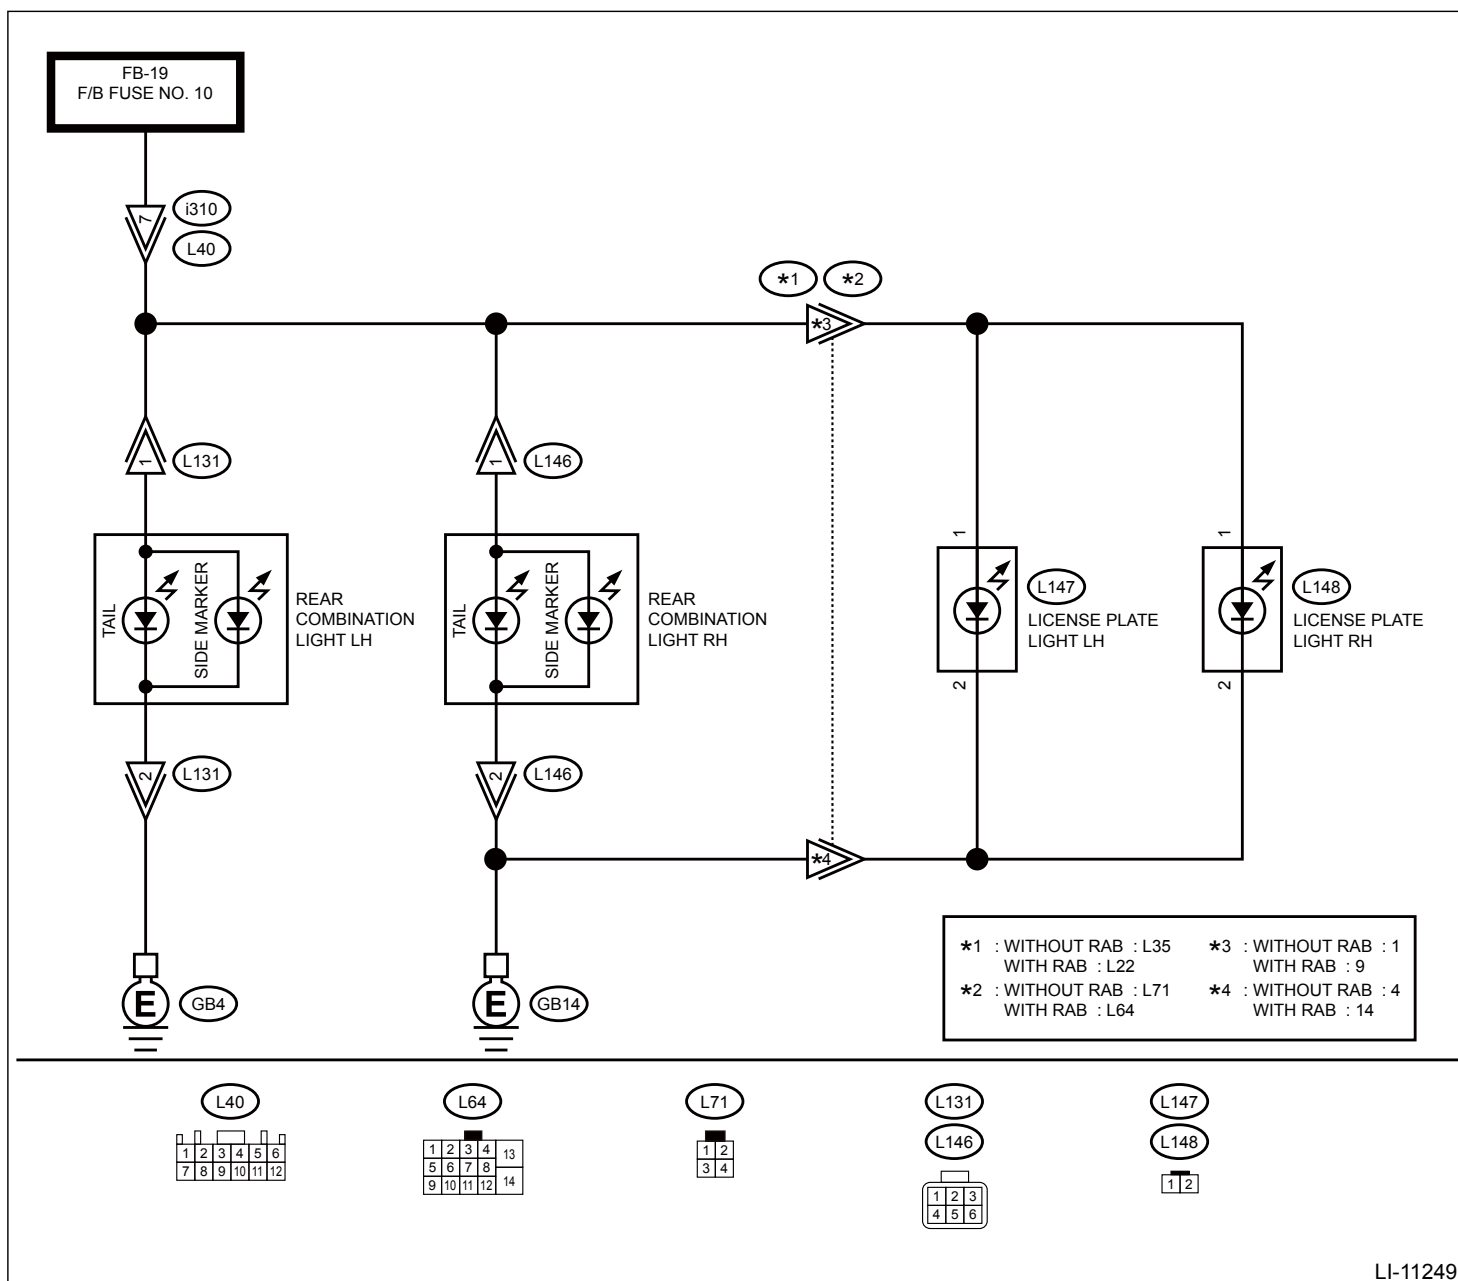 FB-19
F/B FUSE NO. 10
7
i310
L40
*1
*2
*3
1
L131
1
L146
TAIL
SIDE MARKER
REAR
COMBINATION
LIGHT LH
TAIL
SIDE MARKER
REAR
COMBINATION
LIGHT RH
1
L147
LICENSE PLATE
LIGHT LH
2
1
L148
LICENSE PLATE
LIGHT RH
2
2
L131
2
L146
*4
E
GB4
E
GB14
*1 : WITHOUT RAB : L35
WITH RAB : L22
*2 : WITHOUT RAB : L71
WITH RAB : L64
*3 : WITHOUT RAB : 1
WITH RAB : 9
*4 : WITHOUT RAB : 4
WITH RAB : 14
L40
1 2 3 4 5 6
7 8 9 10 11 12
L64
1 2 3 4 13
5 6 7 8
9 10 11 12 14
L71
1 2
3 4
L131
L146
1 2 3
4 5 6
L147
L148
1 2
LI-11249